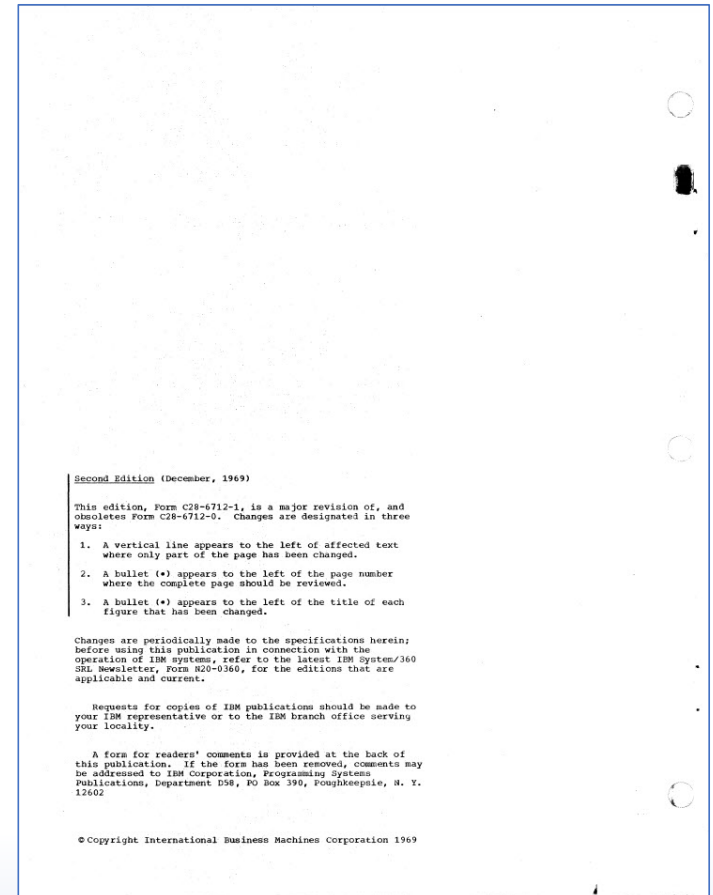 Second Edition (December, 1969)
This edition, Form C28-6712-1, is a major revision of, and
obsoletes Form C28-6712-0. Changes are designated in three
ways:
1. A vertical line appears to the left of affected text
where only part of the page has been changed.
2. A bullet (•) appears to the left of the page number
where the complete page should be reviewed.
3. A bullet (•) appears to the left of the title of each
figure that has been changed.
Changes are periodically made to the specifications herein;
before using this publication in connection with the
operation of IBM systems, refer to the latest IBM System/360
SRL Newsletter, Form N20-0360, for the editions that are
applicable and current.
Requests for copies of IBM publications should be made to
your IBM representative or to the IBM branch office serving
your locality.
A form for readers' comments is provided at the back of
this publication. If the form has been removed, comments may
be addressed to IBM Corporation, Programming Systems
Publications, Department D58, PO Box 390, Poughkeepsie, N. Y.
12602
© Copyright International Business Machines Corporation 1969